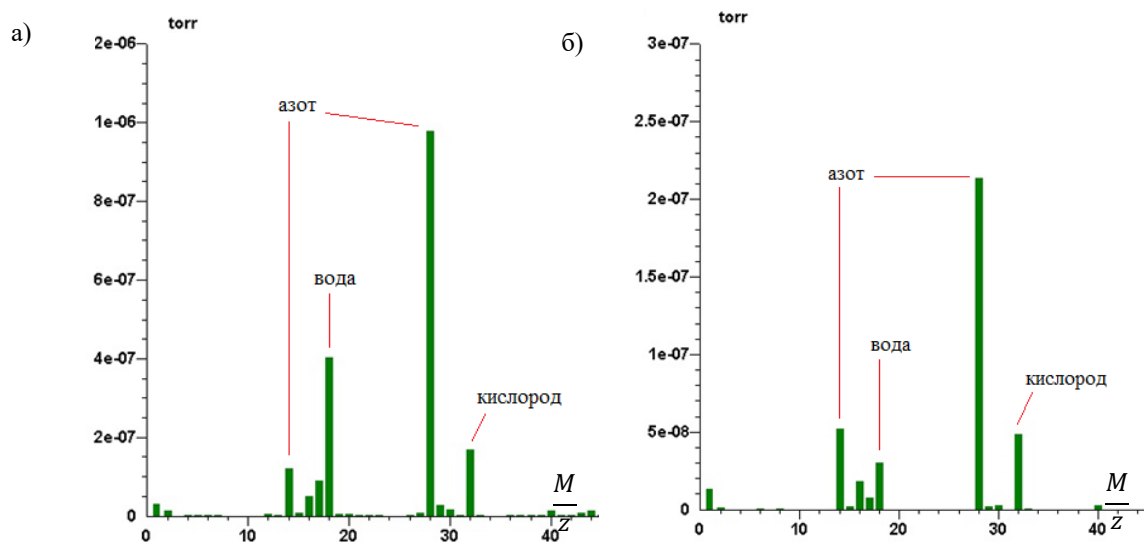 а)
torr
2e-06
1e-06
8e-07
6e-07
4e-07
2e-07
0
0
10
20
30
40
азот
вода
кислород
M
z
б)
torr
3e-07
2.5e-07
2e-07
1.5e-07
1e-07
5e-08
0
0
10
20
30
40
азот
вода
кислород
M
z